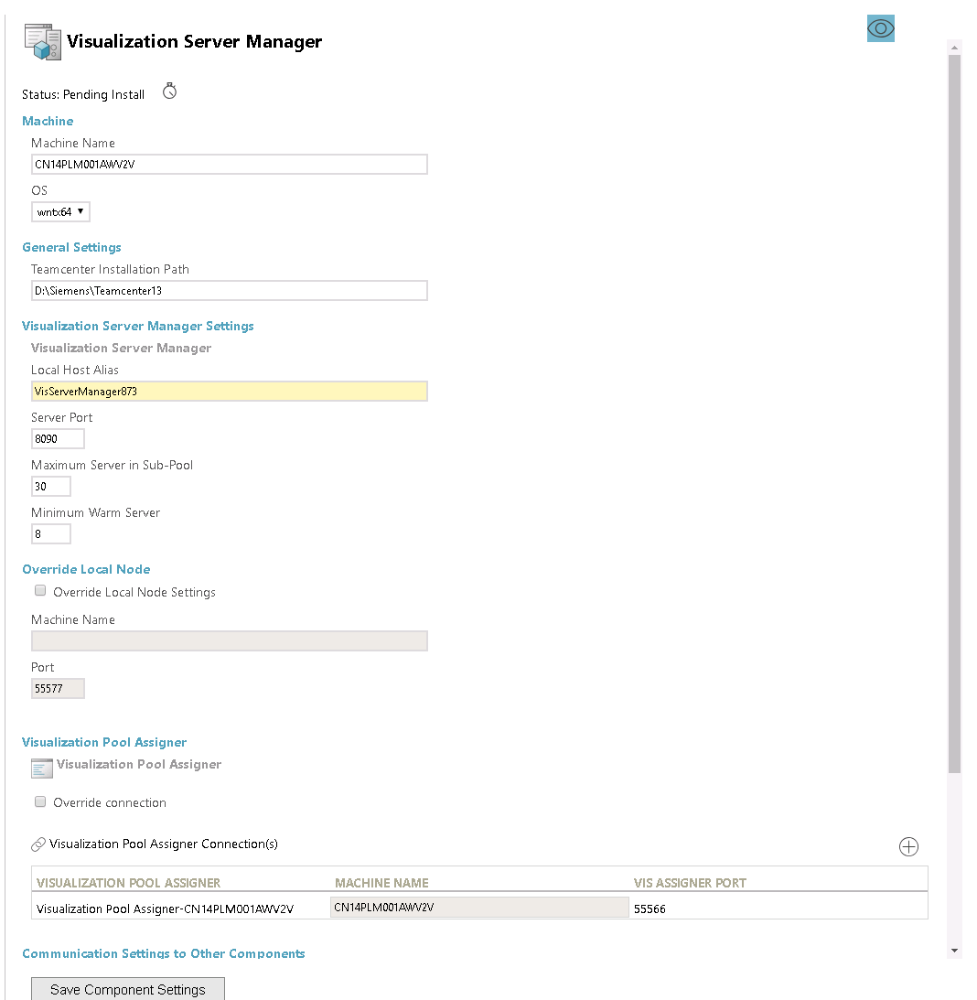 Visualization Server Manager
Status: Pending Install
Machine
Machine Name
CN14PLM001AWV2V
OS
wntx64
General Settings
Teamcenter Installation Path
D:\Siemens\Teamcenter13
Visualization Server Manager Settings
Visualization Server Manager
Local Host Alias
VisServerManager873
Server Port
8090
Maximum Server in Sub-Pool
30
Minimum Warm Server
8
Override Local Node
Override Local Node Settings
Machine Name
Port
55577
Visualization Pool Assigner
Visualization Pool Assigner
Override connection
Visualization Pool Assigner Connection(s)
VISUALIZATION POOL ASSIGNER MACHINE NAME VIS ASSIGNER PORT
Visualization Pool Assigner-CN14PLM001AWV2V CN14PLM001AWV2V 55566
Communication Settings to Other Components
Save Component Settings